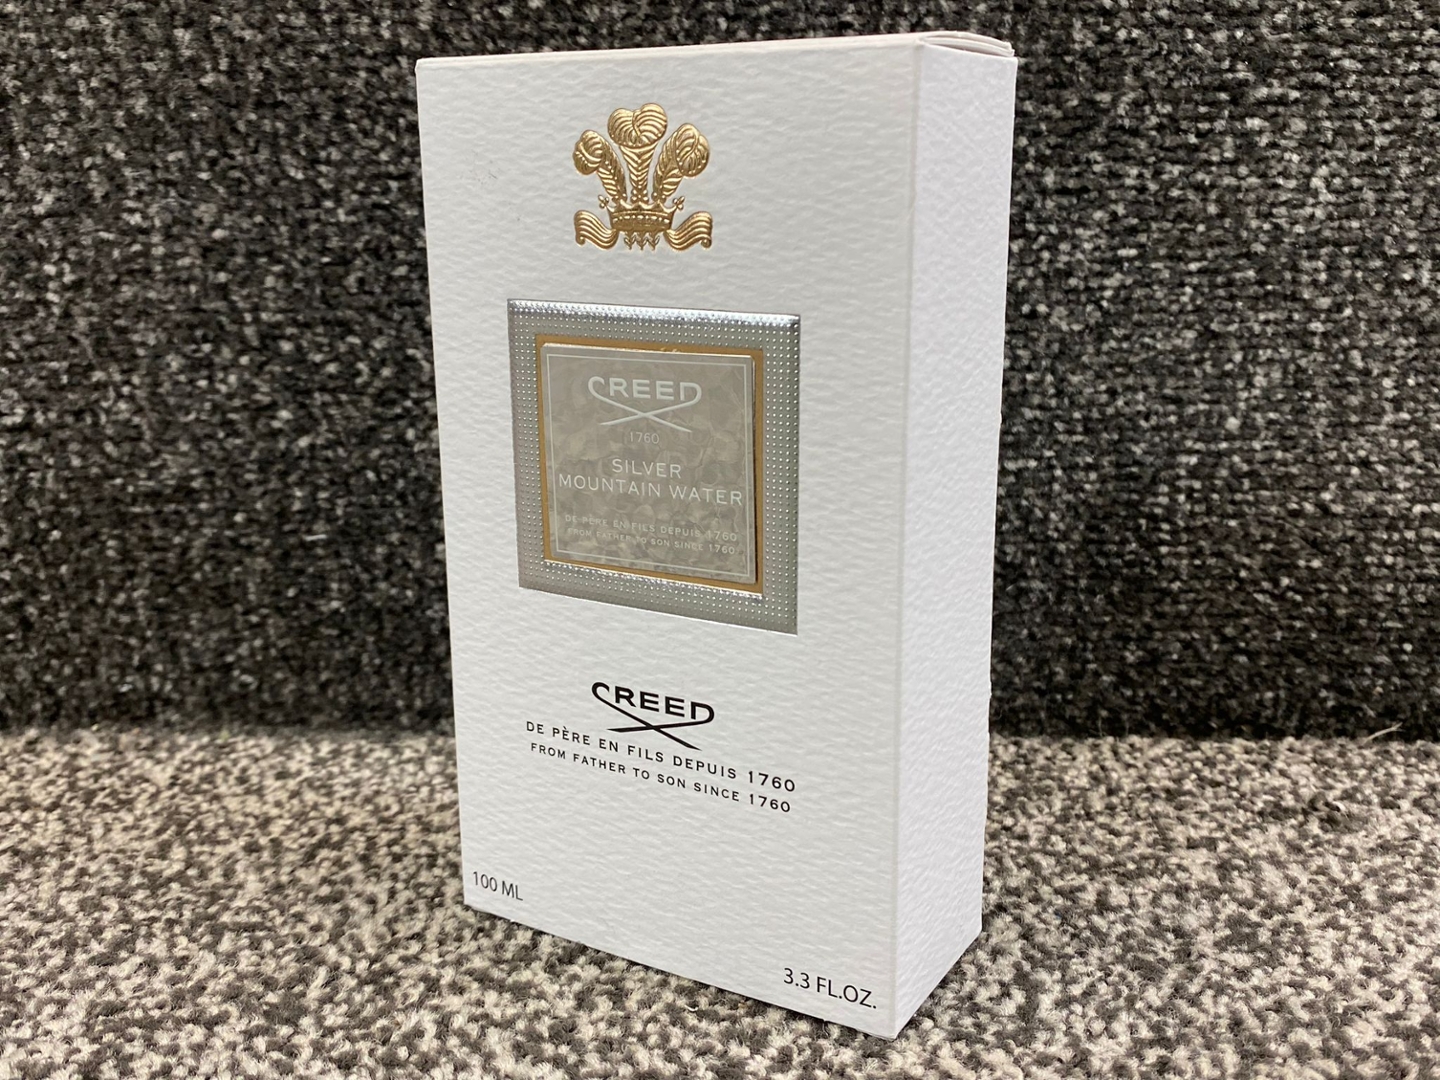 CREED
1760
SILVER
MOUNTAIN WATER
DE PÈRE EN FILS DEPUIS 1760
FROM FATHER TO SON SINCE 1760
CREED
DE PÈRE EN FILS DEPUIS 1760
FROM FATHER TO SON SINCE 1760
100 ML
3.3 FL.OZ.